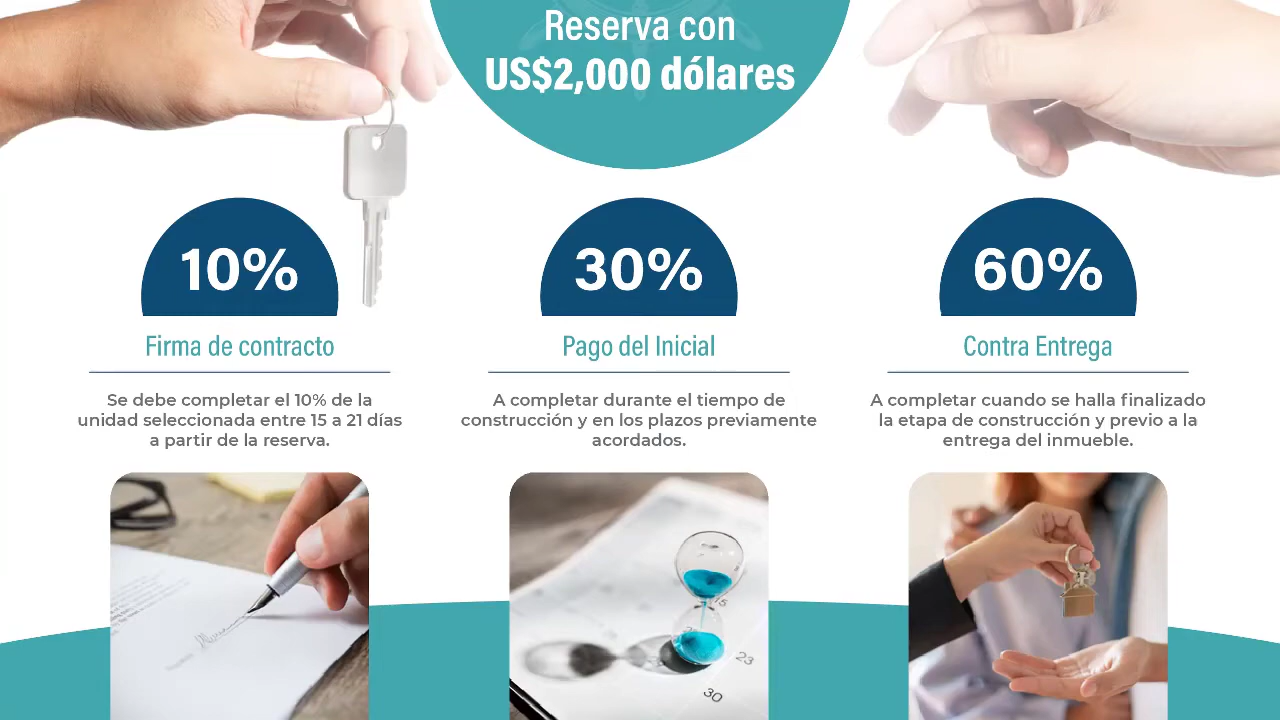 Reserva con
US$2,000 dólares
10%
30%
60%
Firma de contracto
Pago del Inicial
Contra Entrega
Se debe completar el 10% de la
unidad seleccionada entre 15 a 21 días
a partir de la reserva.
A completar durante el tiempo de
construcción y en los plazos previamente
acordados.
A completar cuando se halla finalizado
la etapa de construcción y previo a la
entrega del inmueble.
15
23
30